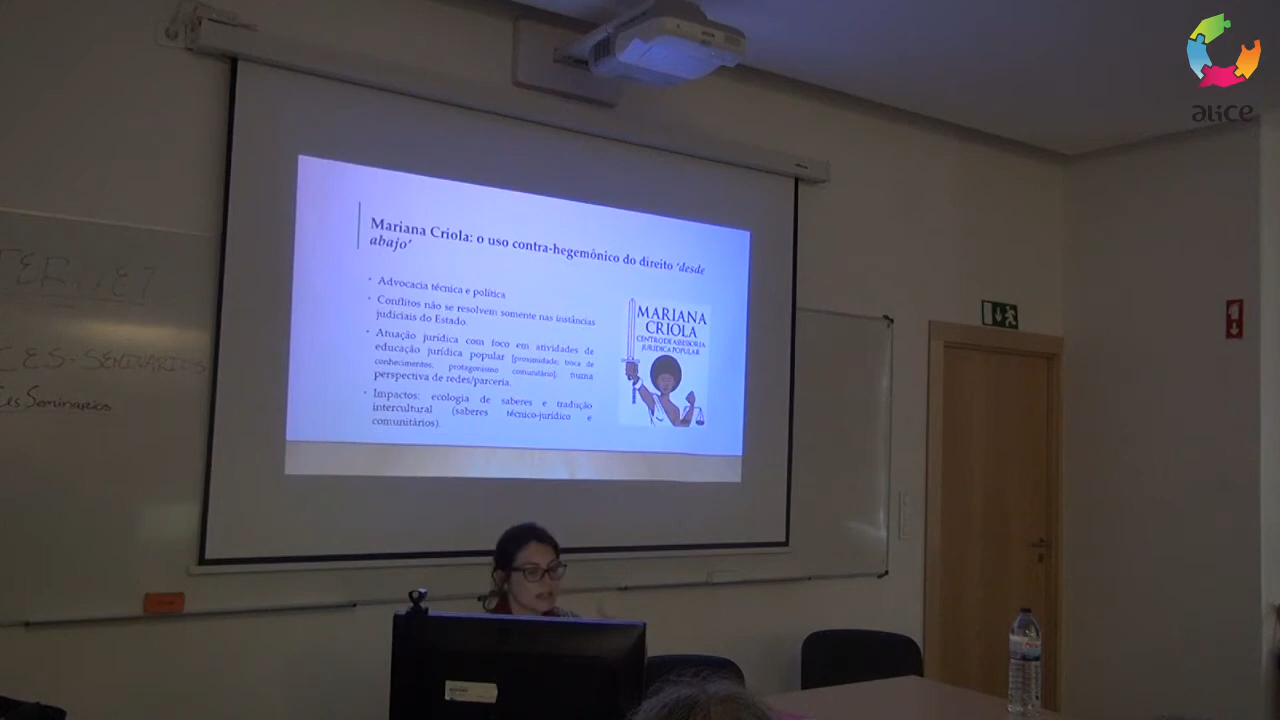 alice
Mariana Criola: o uso contra-hegemônico do direito 'desde
abajo'
• Advocacia técnica e política
• Conflitos não se resolvem somente nas instâncias
judiciais do Estado.
• Atuação jurídica com foco em atividades de
educação jurídica popular [proximidade; troca de
conhecimentos; protagonismo comunitário]; numa
perspectiva de redes/parceria.
• Impactos: ecologia de saberes e tradução
intercultural (saberes técnico-jurídico e
comunitários).
MARIANA
CRIOLA
CENTRO DE ASSESSORIA
JURÍDICA POPULAR
CES-SEMINARIOS
Seminarios